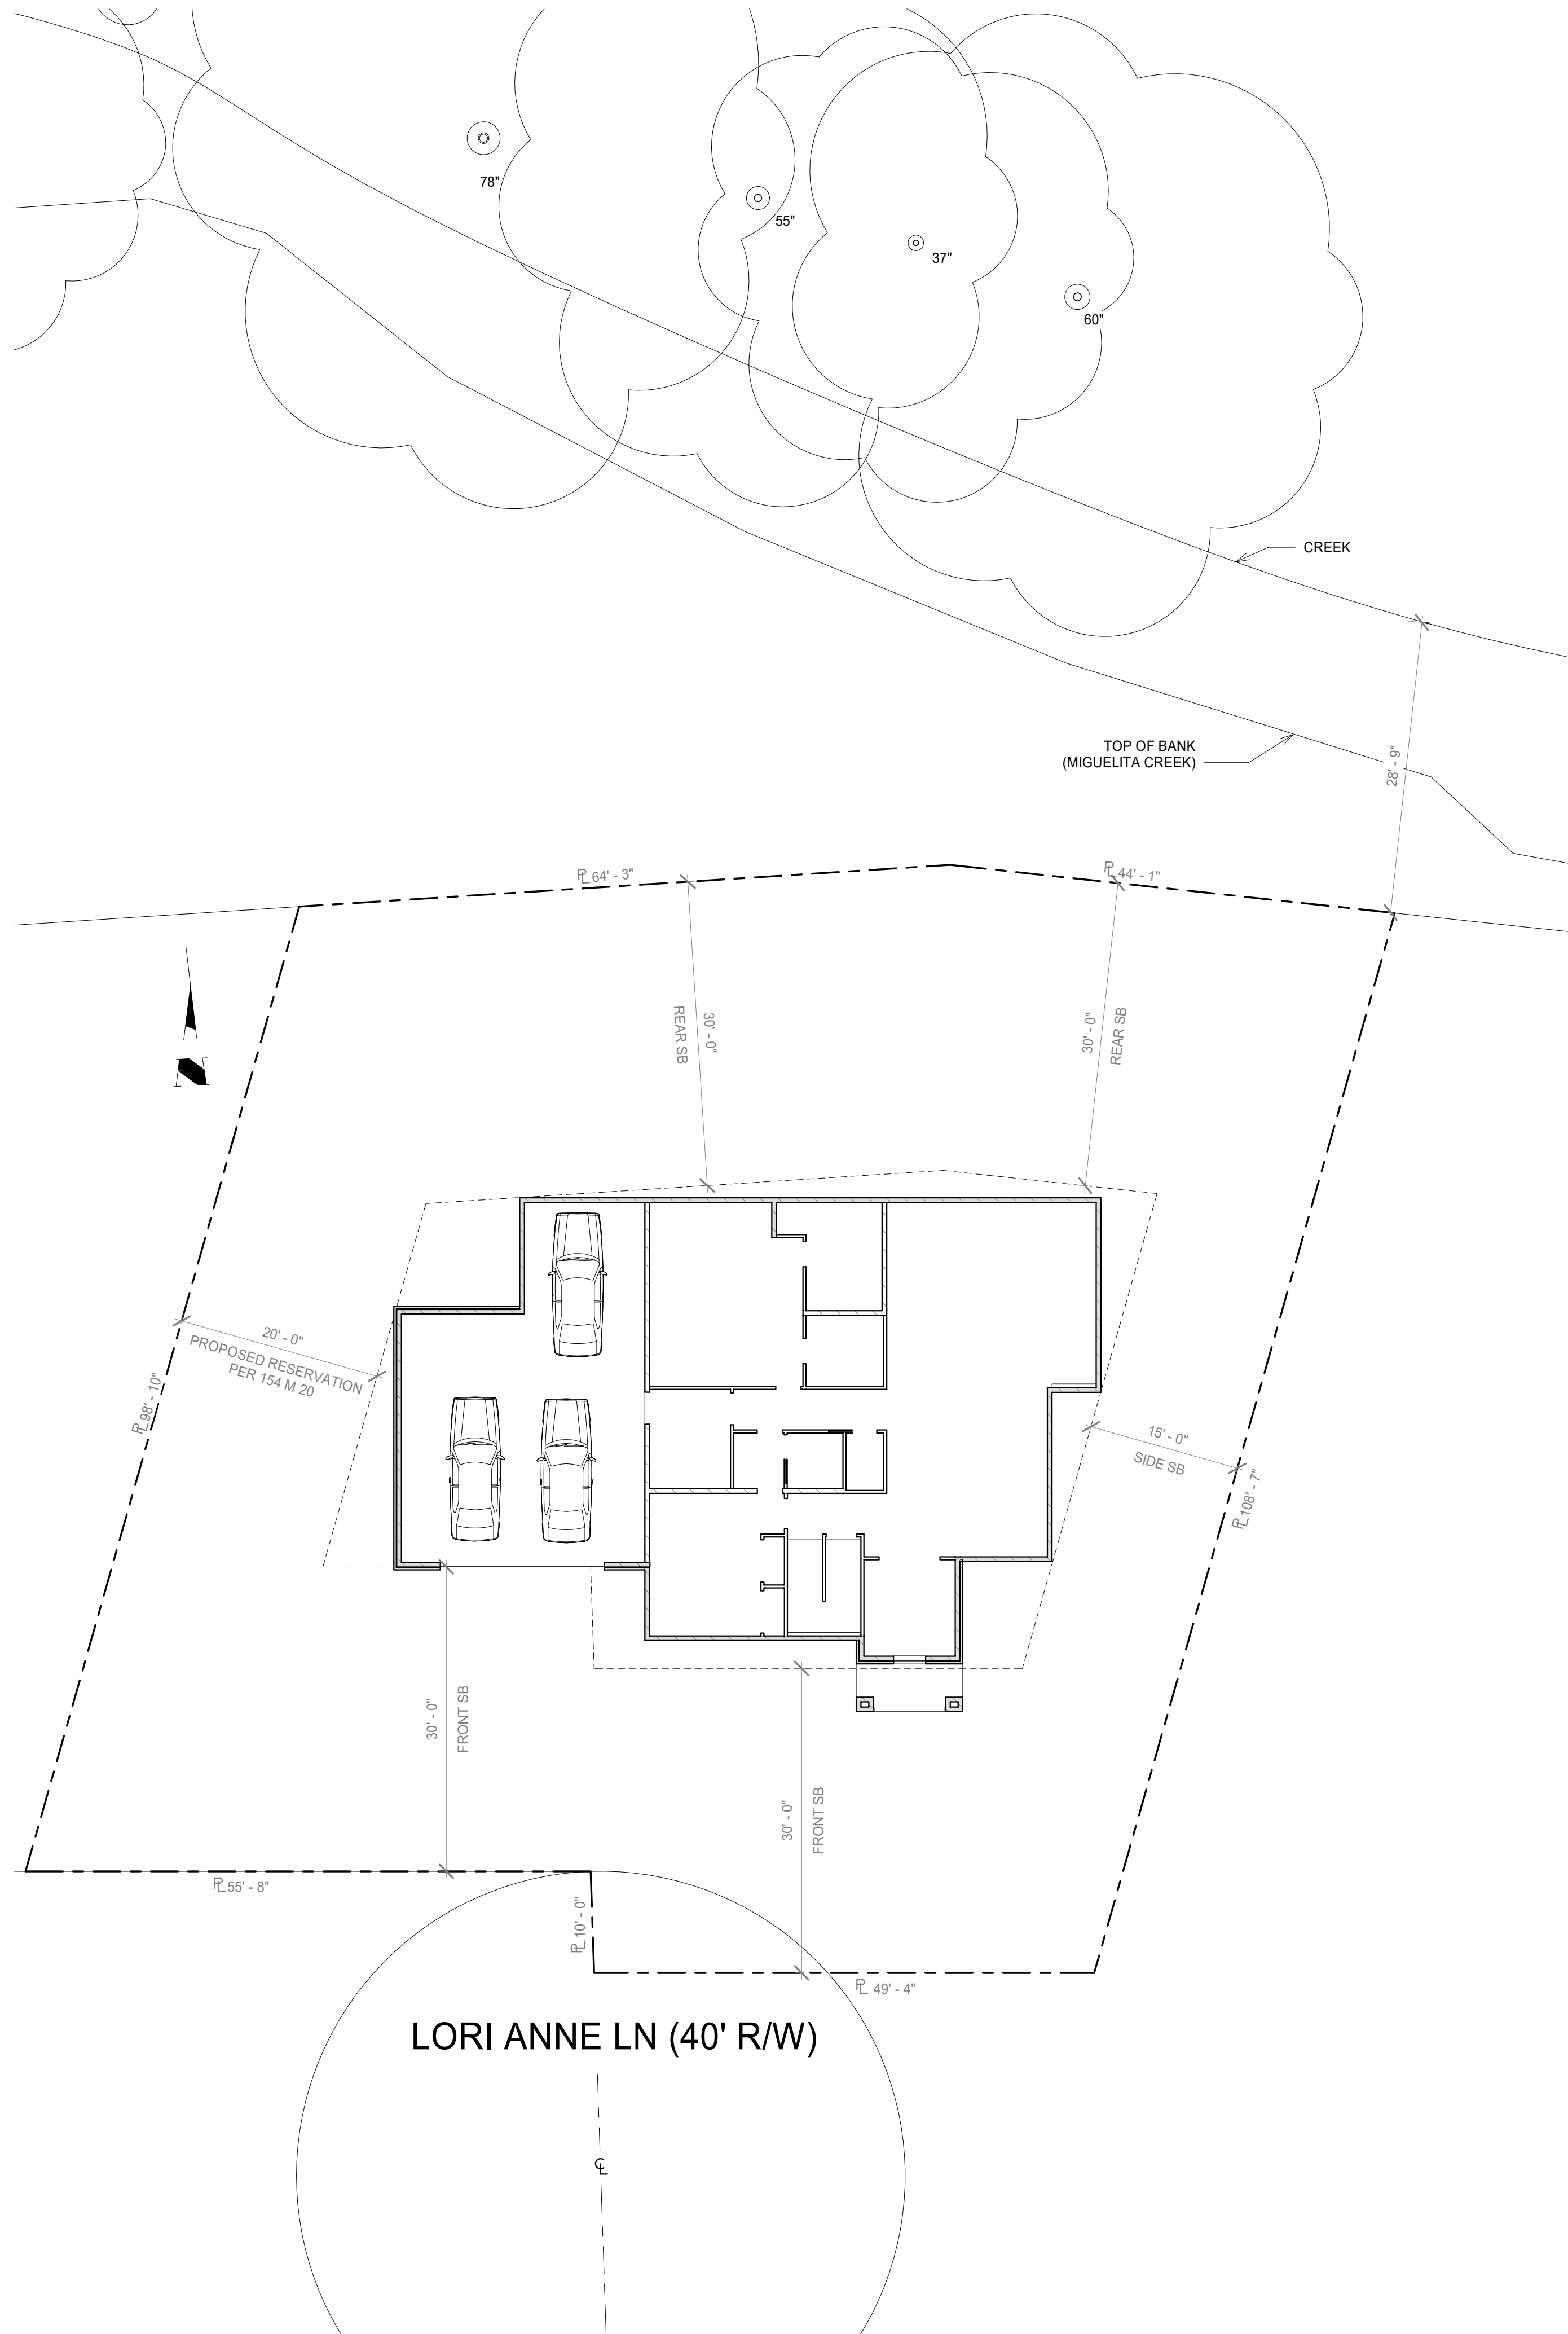 78"
55"
37"
60"
CREEK
TOP OF BANK
(MIGUELITA CREEK)
28' - 9"
PL 64' - 3"
PL 44' - 1"
REAR SB
30' - 0"
30' - 0"
REAR SB
N
20' - 0"
PROPOSED RESERVATION
PER 154 M 20
PL 98' - 10"
15' - 0"
SIDE SB
PL 108' - 7"
30' - 0"
FRONT SB
30' - 0"
FRONT SB
PL 55' - 8"
PL 10' - 0"
PL 49' - 4"
LORI ANNE LN (40' R/W)
CL